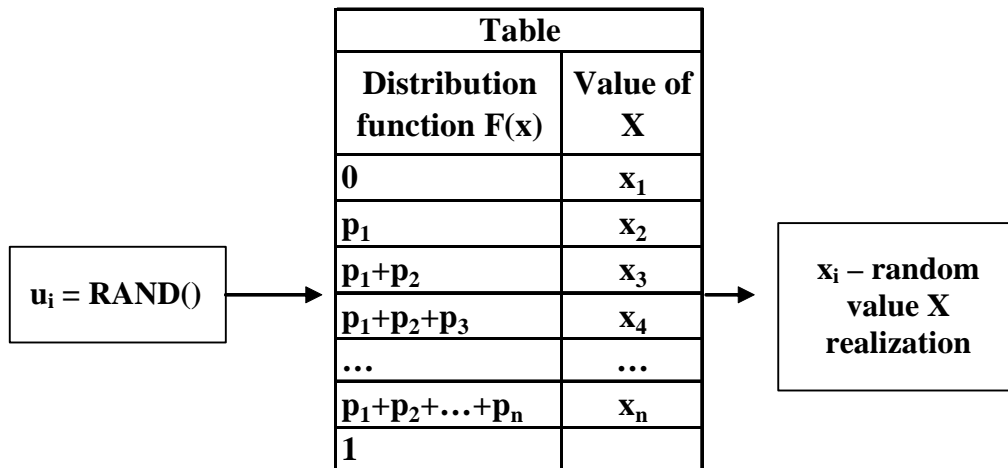 Table
Distribution function F(x)
Value of X
0
x₁
p₁
x₂
p₁+p₂
x₃
p₁+p₂+p₃
x₄
…
…
p₁+p₂+…+pₙ
xₙ
1
uᵢ = RAND()
xᵢ – random
value X
realization